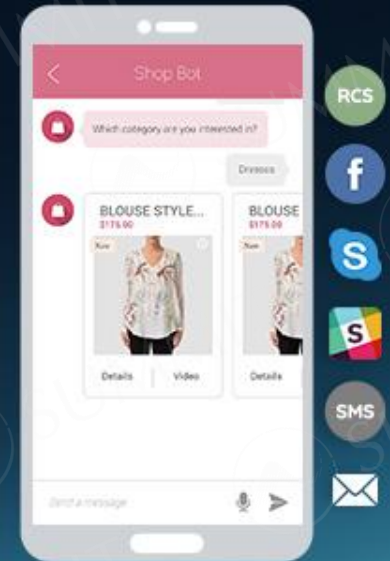 Shop Bot
Which category are you interested in?
Dresses
BLOUSE STYLE...
$175.00
New
Details
Video
BLOUSE
$175.00
New
Details
Send a message
RCS
f
S
S
SMS